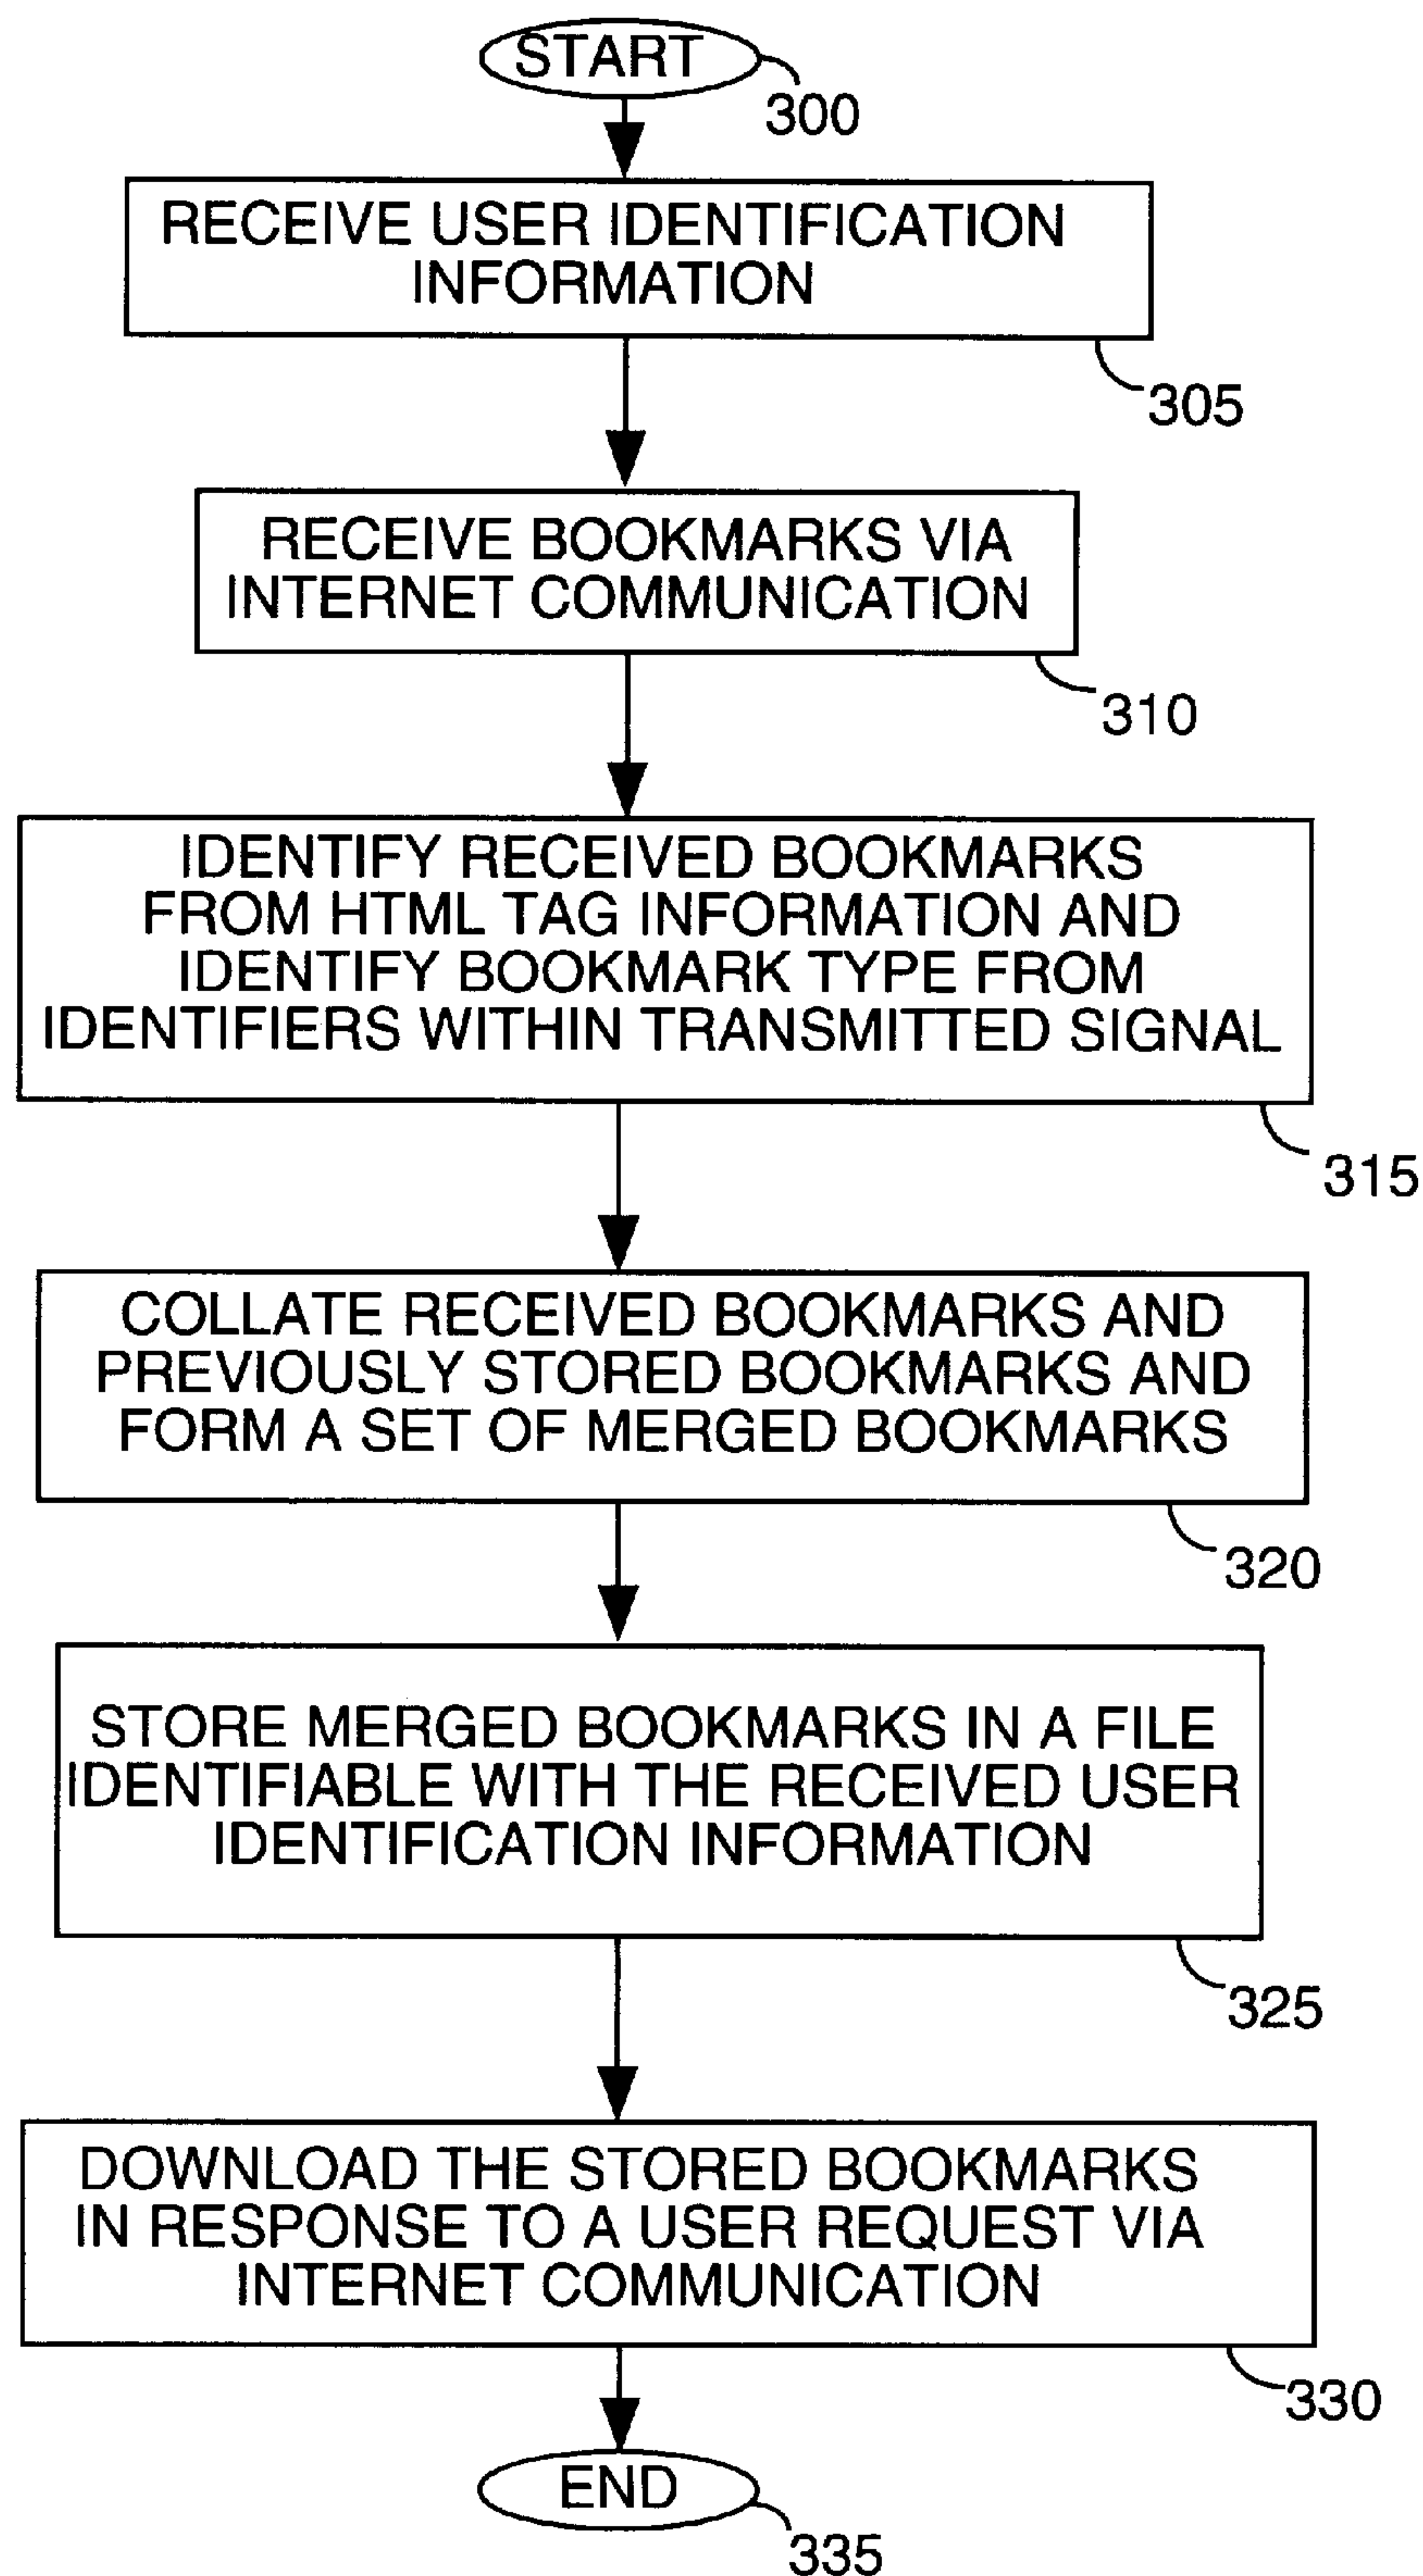 START
300
RECEIVE USER IDENTIFICATION
INFORMATION
305
RECEIVE BOOKMARKS VIA
INTERNET COMMUNICATION
310
IDENTIFY RECEIVED BOOKMARKS
FROM HTML TAG INFORMATION AND
IDENTIFY BOOKMARK TYPE FROM
IDENTIFIERS WITHIN TRANSMITTED SIGNAL
315
COLLATE RECEIVED BOOKMARKS AND
PREVIOUSLY STORED BOOKMARKS AND
FORM A SET OF MERGED BOOKMARKS
320
STORE MERGED BOOKMARKS IN A FILE
IDENTIFIABLE WITH THE RECEIVED USER
IDENTIFICATION INFORMATION
325
DOWNLOAD THE STORED BOOKMARKS
IN RESPONSE TO A USER REQUEST VIA
INTERNET COMMUNICATION
330
END
335